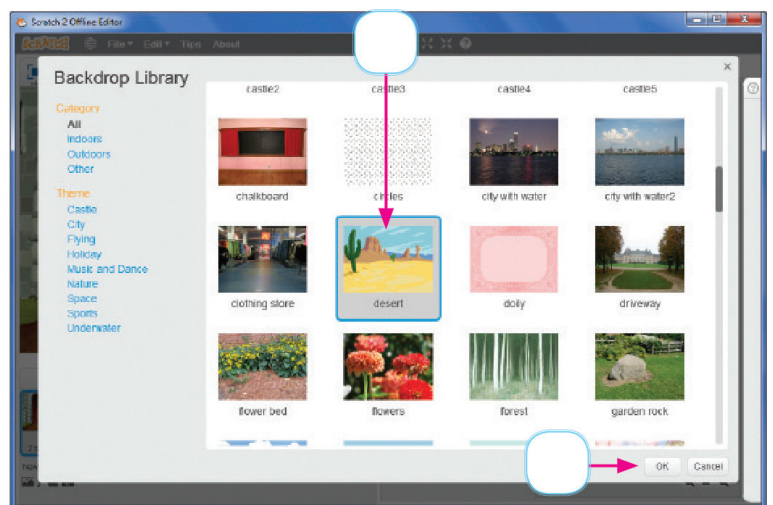 Scratch 2 Offline Editor
SCRATCH File Edit Tips About
Backdrop Library
Category
All
Indoors
Outdoors
Other
Theme
Castle
City
Flying
Holiday
Music and Dance
Nature
Space
Sports
Underwater
castle2 castle3 castle4 castle5
chalkboard circles city with water city with water2
clothing store desert doily driveway
flower bed flowers forest garden rock
OK Cancel